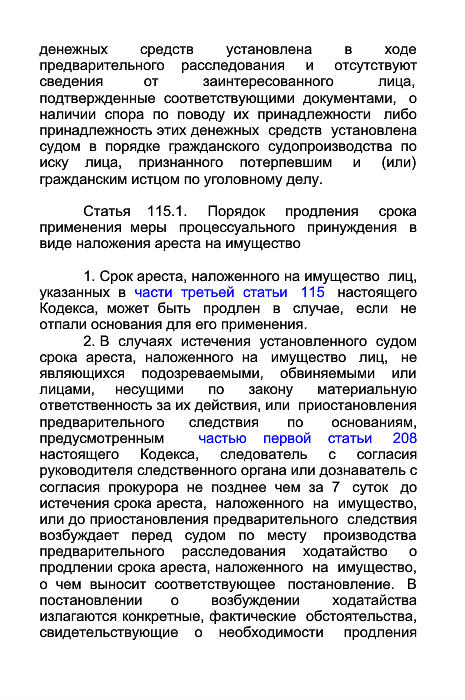 денежных средств установлена в ходе
предварительного расследования и отсутствуют
сведения от заинтересованного лица,
подтвержденные соответствующими документами, о
наличии спора по поводу их принадлежности либо
принадлежность этих денежных средств установлена
судом в порядке гражданского судопроизводства по
иску лица, признанного потерпевшим и (или)
гражданским истцом по уголовному делу.
Статья 115.1. Порядок продления срока
применения меры процессуального принуждения в
виде наложения ареста на имущество
1. Срок ареста, наложенного на имущество лиц,
указанных в части третьей статьи 115 настоящего
Кодекса, может быть продлен в случае, если не
отпали основания для его применения.
2. В случаях истечения установленного судом
срока ареста, наложенного на имущество лиц, не
являющихся подозреваемыми, обвиняемыми или
лицами, несущими по закону материальную
ответственность за их действия, или приостановления
предварительного следствия по основаниям,
предусмотренным частью первой статьи 208
настоящего Кодекса, следователь с согласия
руководителя следственного органа или дознаватель с
согласия прокурора не позднее чем за 7 суток до
истечения срока ареста, наложенного на имущество,
или до приостановления предварительного следствия
возбуждает перед судом по месту производства
предварительного расследования ходатайство о
продлении срока ареста, наложенного на имущество,
о чем выносит соответствующее постановление. В
постановлении о возбуждении ходатайства
излагаются конкретные, фактические обстоятельства,
свидетельствующие о необходимости продления